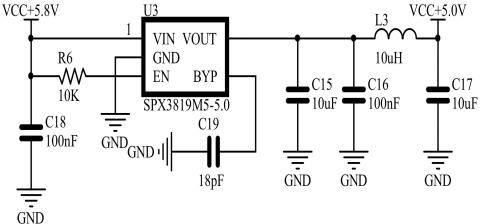 VCC+5.8V
U3
VCC+5.0V
1
VIN VOUT
L3
GND
10uH
R6
EN BYP
10K
SPX3819M5-5.0
C15
10uF
C16
100nF
C17
10uF
C18
100nF
GND
C19
GND
18pF
GND
GND
GND
GND